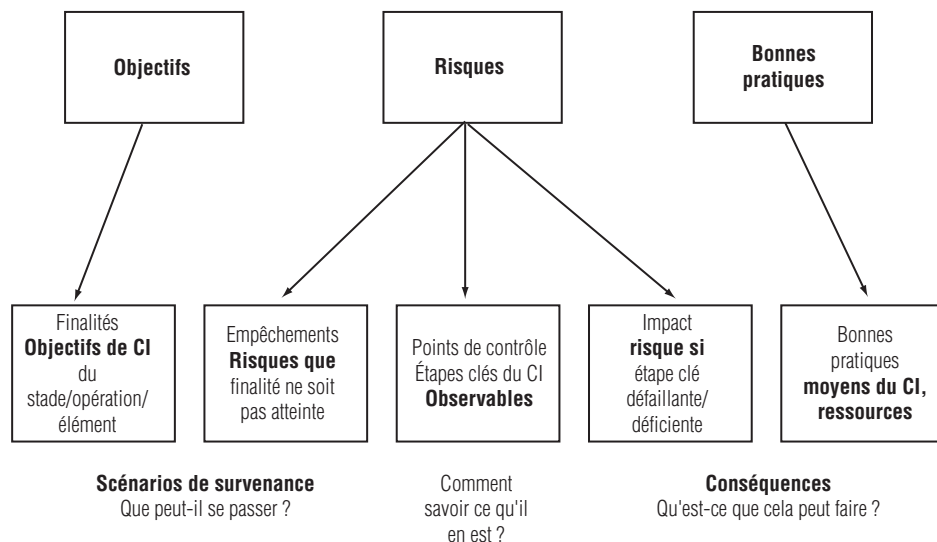 Objectifs
Risques
Bonnes
pratiques
Finalités
Objectifs de CI
du
stade/opération/
élément
Empêchements
Risques que
finalité ne soit
pas atteinte
Points de contrôle
Étapes clés du CI
Observables
Impact
risque si
étape clé
défaillante/
déficiente
Bonnes
pratiques
moyens du CI,
ressources
Scénarios de survenance
Que peut-il se passer ?
Comment
savoir ce qu'il
en est ?
Conséquences
Qu'est-ce que cela peut faire ?